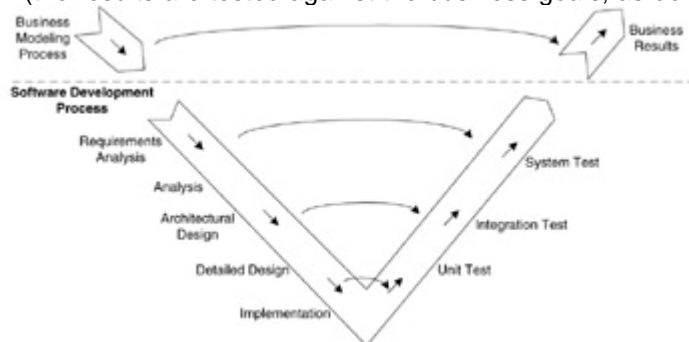 Business
Modeling
Process
Business
Results
Software Development
Process
Requirements
Analysis
Analysis
Architectural
Design
Detailed Design
Implementation
System Test
Integration Test
Unit Test